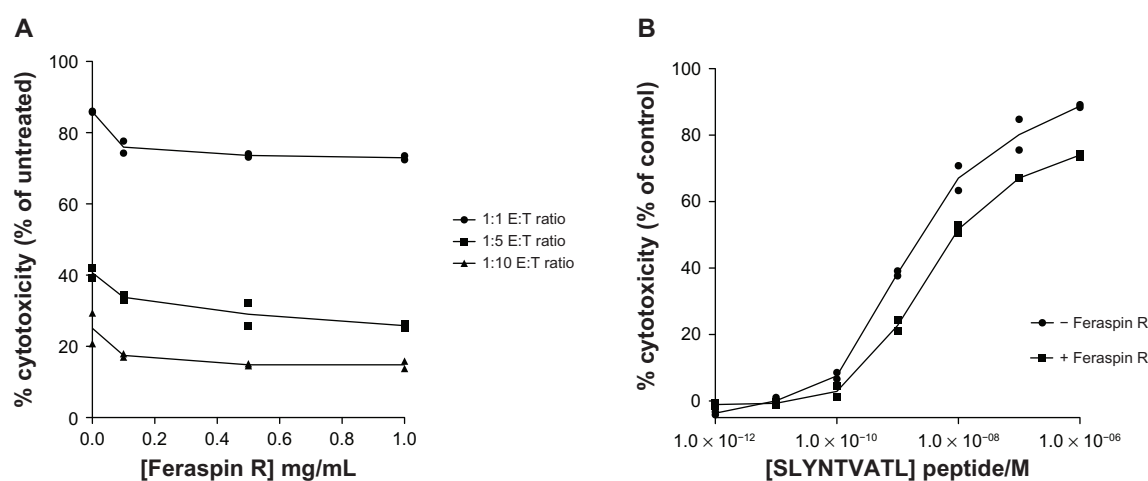 A
% cytotoxicity (% of untreated)
100
80
60
40
20
0
0.0 0.2 0.4 0.6 0.8 1.0
[Feraspin R] mg/mL
1:1 E:T ratio
1:5 E:T ratio
1:10 E:T ratio
B
% cytotoxicity (% of control)
100
80
60
40
20
0
1.0 × 10⁻¹² 1.0 × 10⁻¹⁰ 1.0 × 10⁻⁰⁸ 1.0 × 10⁻⁰⁶
[SLYNTVATL] peptide/M
− Feraspin R
+ Feraspin R